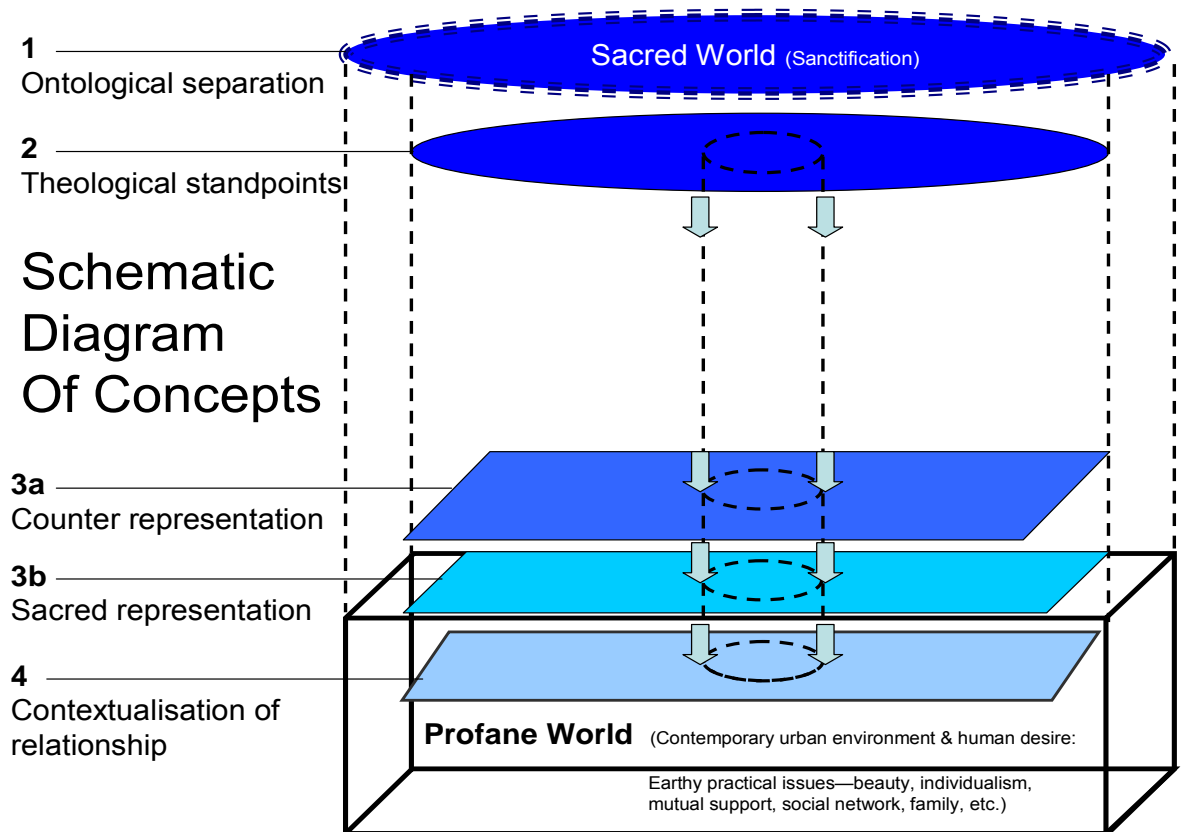 Sacred World (Sanctification)
1
Ontological separation
2
Theological standpoints
Schematic
Diagram
Of Concepts
3a
Counter representation
3b
Sacred representation
4
Contextualisation of
relationship
Profane World (Contemporary urban environment & human desire:
Earthy practical issues—beauty, individualism,
mutual support, social network, family, etc.)